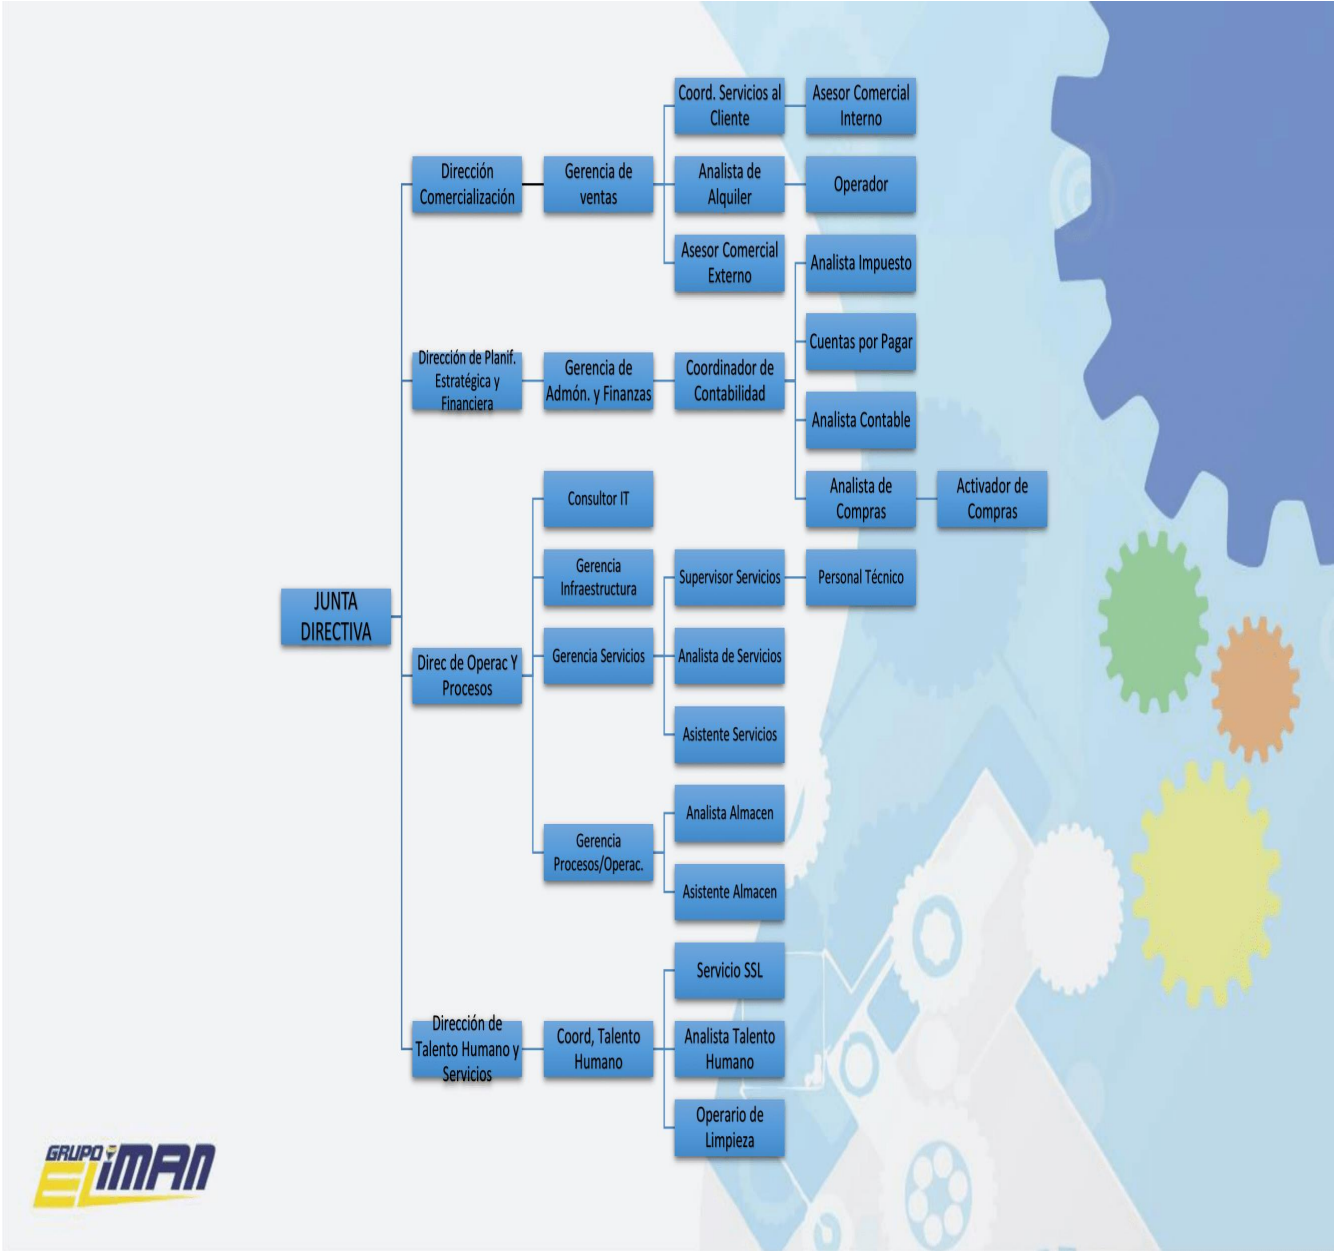 Coord. Servicios al
Cliente
Asesor Comercial
Interno
Dirección
Comercialización
Gerencia de
ventas
Analista de
Alquiler
Operador
Asesor Comercial
Externo
Analista Impuesto
Cuentas por Pagar
Dirección de Planif.
Estratégica y
Financiera
Gerencia de
Admón. y Finanzas
Coordinador de
Contabilidad
Analista Contable
Analista de
Compras
Activador de
Compras
Consultor IT
Gerencia
Infraestructura
Supervisor Servicios
Personal Técnico
JUNTA
DIRECTIVA
Direc de Operac Y
Procesos
Gerencia Servicios
Analista de Servicios
Asistente Servicios
Analista Almacen
Gerencia
Procesos/Operac.
Asistente Almacen
Servicio SSL
Dirección de
Talento Humano y
Servicios
Coord, Talento
Humano
Analista Talento
Humano
Operario de
Limpieza
GRUPO
EL iMAN